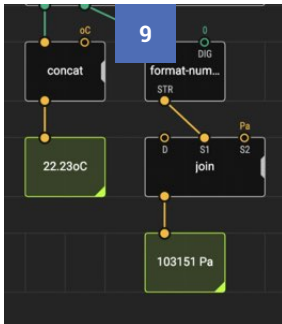 9
oC
0
DIG
concat
format-num...
STR
Pa
D S1 S2
join
22.23oC
103151 Pa